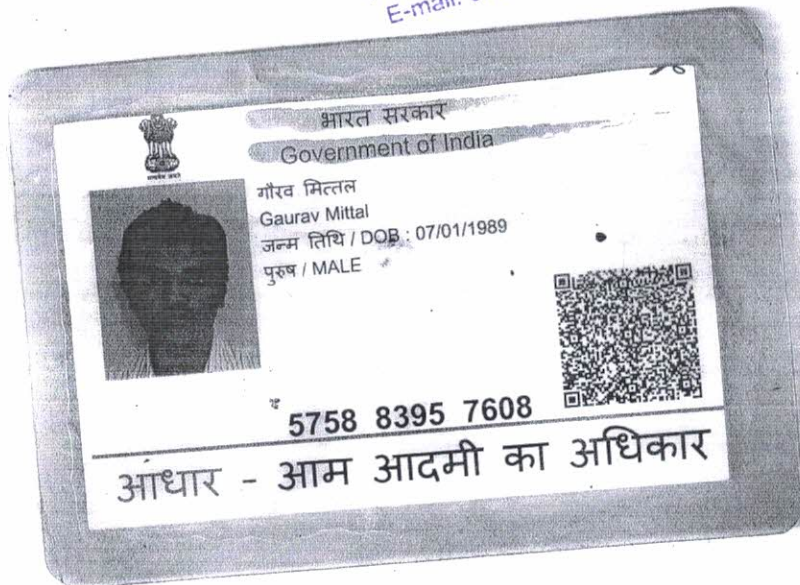 E-mail:
भारत सरकार
Government of India
गौरव मित्तल
Gaurav Mittal
जन्म तिथि / DOB : 07/01/1989
पुरुष / MALE
5758 8395 7608
आधार - आम आदमी का अधिकार